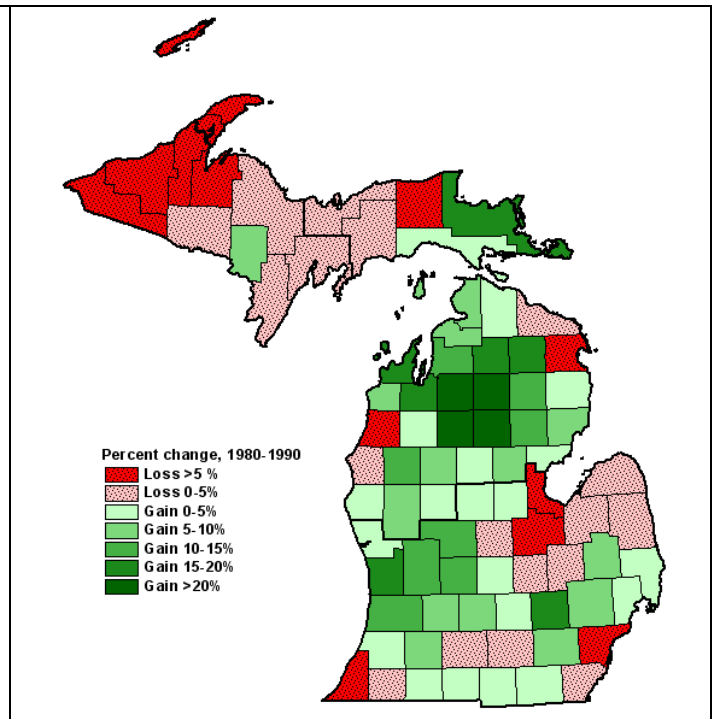 Percent change, 1980-1990
Loss >5 %
Loss 0-5%
Gain 0-5%
Gain 5-10%
Gain 10-15%
Gain 15-20%
Gain >20%